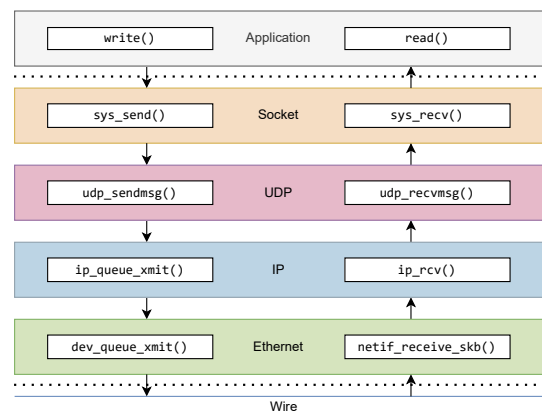 write() Application read()
sys_send() Socket sys_recv()
udp_sendmsg() UDP udp_recvmsg()
ip_queue_xmit() IP ip_rcv()
dev_queue_xmit() Ethernet netif_receive_skb()
Wire